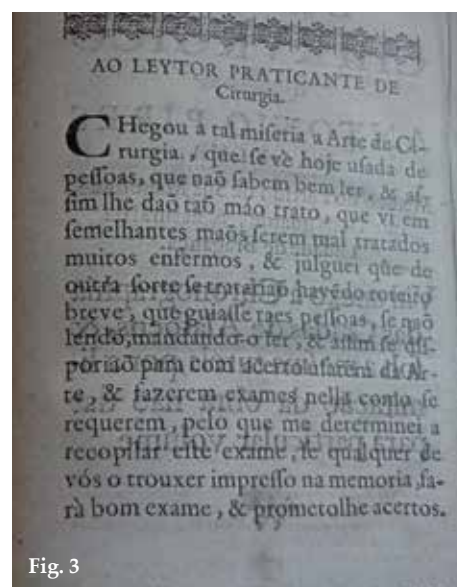 AO LEYTOR PRATICANTE DE
Cirurgia.
CHegou a tal miſeria a Arte de Ci-
rurgia, que ſe vè hoje uſada de
peſſoas, que naõ ſabem bem ler, & aſ-
ſim lhe daõ taõ máo trato, que vi em
ſemelhantes maõs ſerem mal tratados
muitos enfermos, & julguei que de
outra ſorte ſe tratariaõ havẽdo roteiro
breve, que guiaſſe taes peſſoas, ſe naõ
lendo, mandando-o ler, & aſſim ſe diſ-
poriaõ para com acerto uſarem da Ar-
te, & fazerem exames nella como ſe
requerem, pelo que me determinei a
recopilar eſte exame, ſe qualquer de
vós o trouxer impreſſo na memoria, fa-
rà bom exame, & prometolhe acertos.
Fig. 3